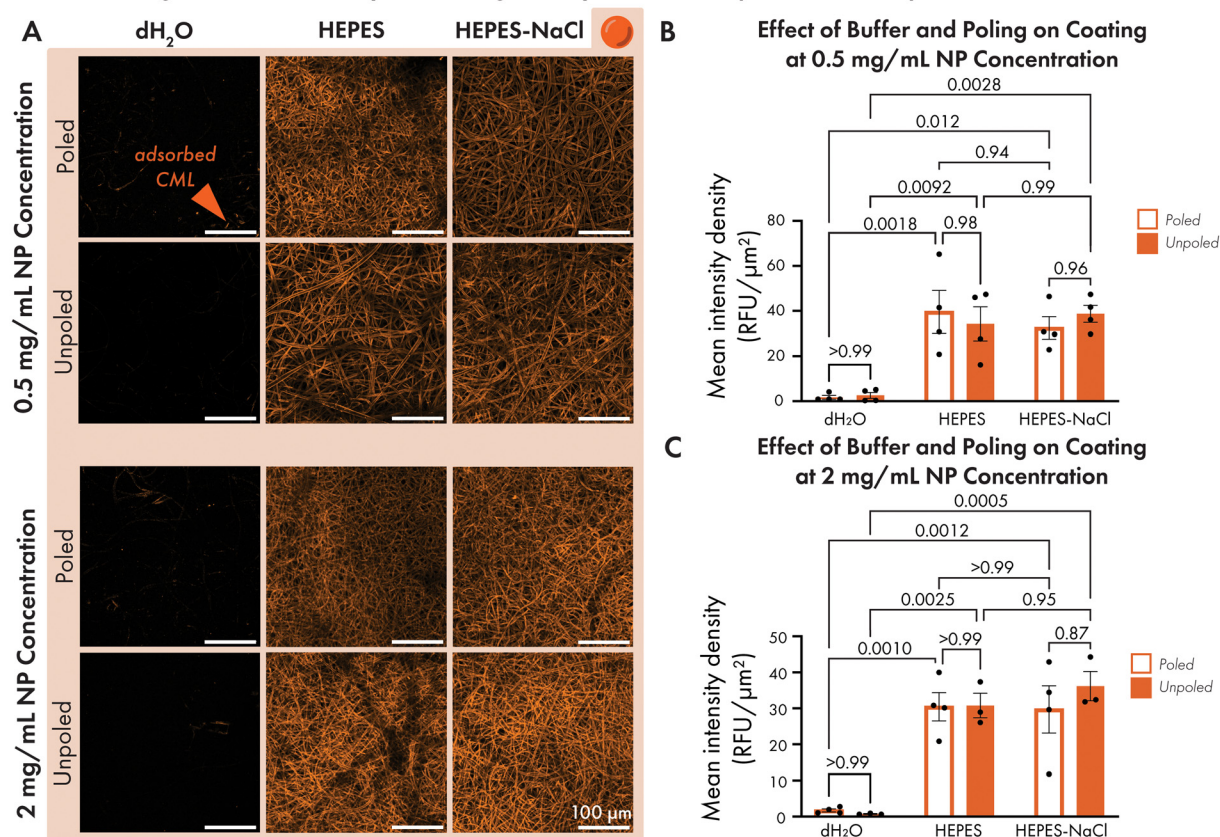 A
dH₂O
HEPES
HEPES-NaCl
0.5 mg/mL NP Concentration
Poled
adsorbed
CML
Unpoled
2 mg/mL NP Concentration
Poled
Unpoled
100 µm
B
Effect of Buffer and Poling on Coating
at 0.5 mg/mL NP Concentration
0.0028
0.012
0.94
0.0092
0.99
0.0018
0.98
0.96
>0.99
Mean intensity density
(RFU/µm²)
80
60
40
20
0
dH₂O
HEPES
HEPES-NaCl
Poled
Unpoled
C
Effect of Buffer and Poling on Coating
at 2 mg/mL NP Concentration
0.0005
0.0012
>0.99
0.0025
0.95
0.0010
>0.99
0.87
>0.99
Mean intensity density
(RFU/µm²)
50
40
30
20
10
0
dH₂O
HEPES
HEPES-NaCl
Poled
Unpoled